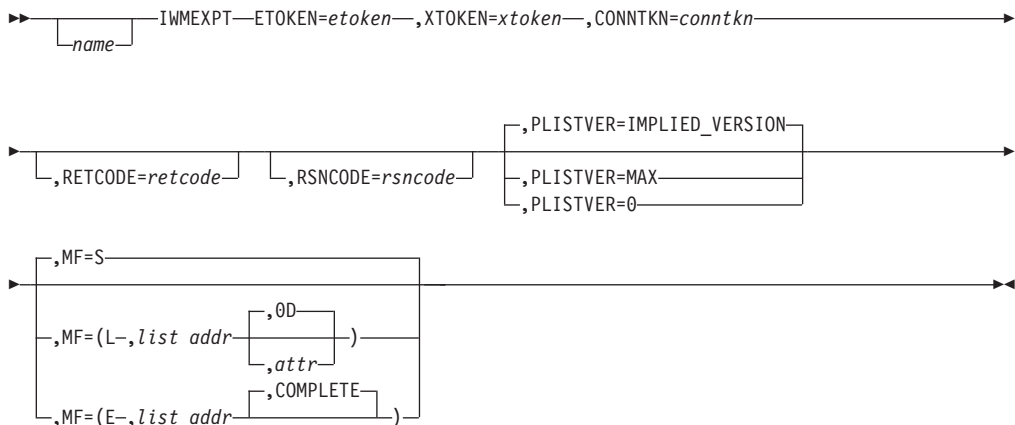 IWMEXPT ETOKEN=etoken ,XTOKEN=xtoken ,CONNTKN=conntkn
name
,PLISTVER=IMPLIED_VERSION
,RETCODE=retcode ,RSNCODE=rsncode ,PLISTVER=MAX
,PLISTVER=0
,MF=S
,0D
,MF=(L ,list addr )
,attr
,COMPLETE
,MF=(E ,list addr )